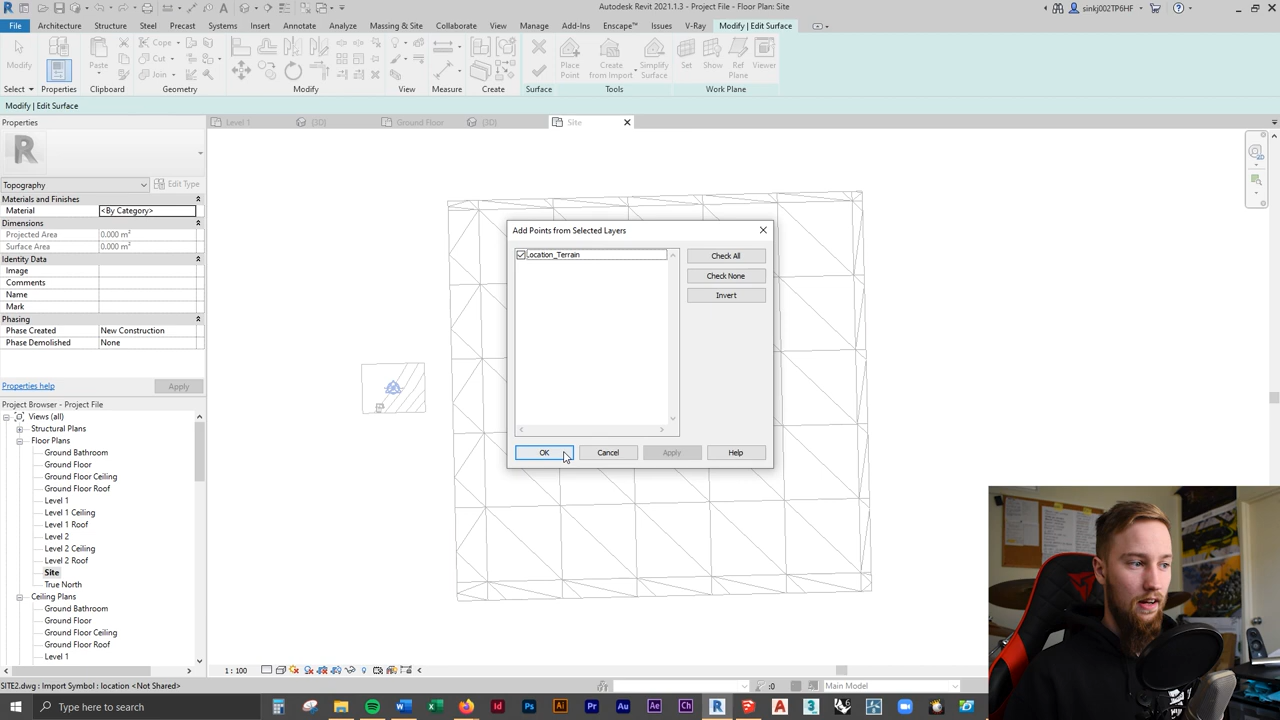 Autodesk Revit 2021.1.3 - Project File - Floor Plan: Site
sinkj002TP6HF
File Architecture Structure Steel Precast Systems Insert Annotate Analyze Massing & Site Collaborate View Manage Add-Ins Enscape™ Issues V-Ray Modify | Edit Surface
Cope
Cut
Join
Modify
Paste
Place Point
Create from Import
Simplify Surface
Set
Show
Ref Plane
Viewer
Select Properties Clipboard Geometry Modify View Measure Create Surface Tools Work Plane
Modify | Edit Surface
Properties
Level 1
{3D}
Ground Floor
{3D}
Site
Topography
Edit Type
Materials and Finishes
Material <By Category>
Dimensions
Projected Area 0.000 m²
Surface Area 0.000 m²
Identity Data
Image
Comments
Name
Mark
Phasing
Phase Created New Construction
Phase Demolished None
Properties help
Apply
Project Browser - Project File
Views (all)
Structural Plans
Floor Plans
Ground Bathroom
Ground Floor
Ground Floor Ceiling
Ground Floor Roof
Level 1
Level 1 Ceiling
Level 1 Roof
Level 2
Level 2 Ceiling
Level 2 Roof
Site
True North
Ceiling Plans
Ground Bathroom
Ground Floor
Ground Floor Ceiling
Ground Floor Roof
Level 1
Add Points from Selected Layers
Location_Terrain
Check All
Check None
Invert
OK
Cancel
Apply
Help
1 : 100
SITE2.dwg : Import Symbol : location <Not Shared>
:0
Main Model
Type here to search